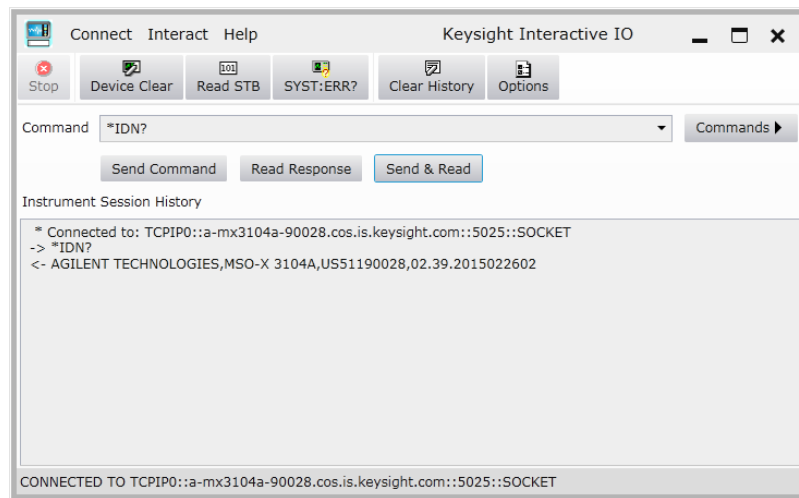 Connect Interact Help Keysight Interactive IO
Stop Device Clear Read STB SYST:ERR? Clear History Options
Command *IDN? Commands
Send Command Read Response Send & Read
Instrument Session History
* Connected to: TCPIP0::a-mx3104a-90028.cos.is.keysight.com::5025::SOCKET
-> *IDN?
<- AGILENT TECHNOLOGIES,MSO-X 3104A,US51190028,02.39.2015022602
CONNECTED TO TCPIP0::a-mx3104a-90028.cos.is.keysight.com::5025::SOCKET